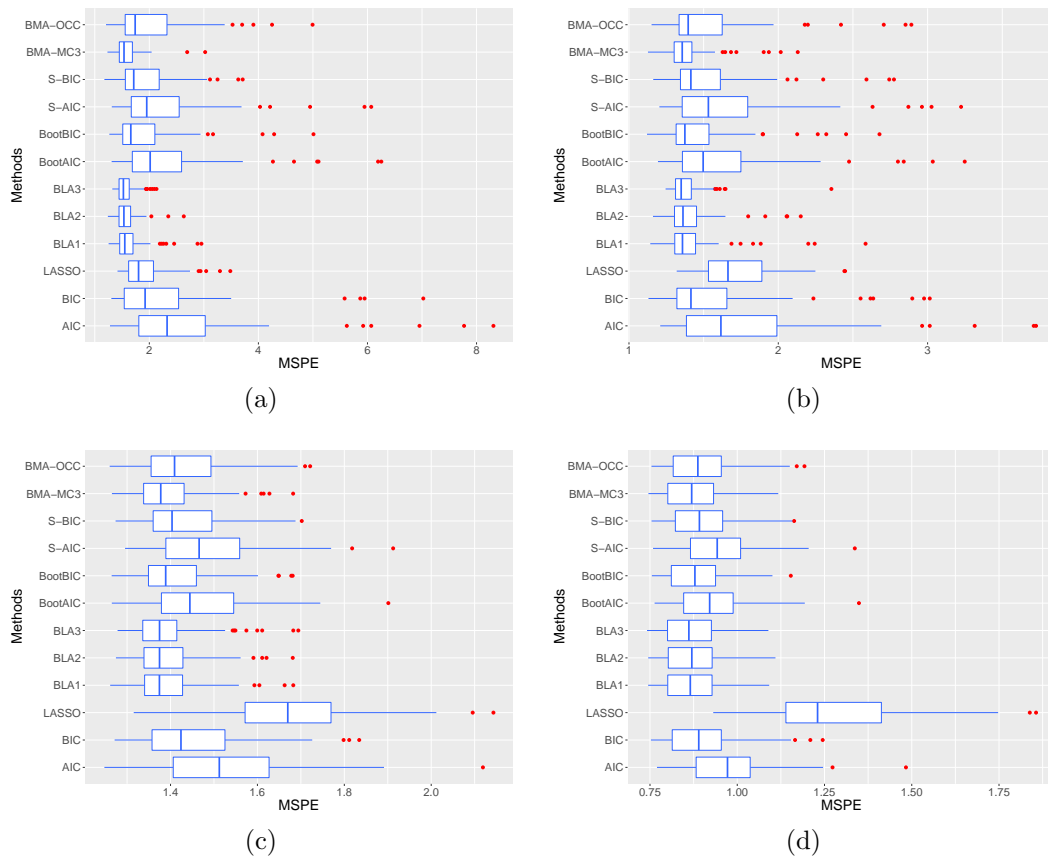 BMA−OCC
BMA−MC3
S−BIC
S−AIC
BootBIC
BootAIC
BLA3
BLA2
BLA1
LASSO
BIC
AIC
Methods
2 4 6 8
MSPE
(a)
BMA−OCC
BMA−MC3
S−BIC
S−AIC
BootBIC
BootAIC
BLA3
BLA2
BLA1
LASSO
BIC
AIC
Methods
1 2 3
MSPE
(b)
BMA−OCC
BMA−MC3
S−BIC
S−AIC
BootBIC
BootAIC
BLA3
BLA2
BLA1
LASSO
BIC
AIC
Methods
1.4 1.6 1.8 2.0
MSPE
(c)
BMA−OCC
BMA−MC3
S−BIC
S−AIC
BootBIC
BootAIC
BLA3
BLA2
BLA1
LASSO
BIC
AIC
Methods
0.75 1.00 1.25 1.50 1.75
MSPE
(d)